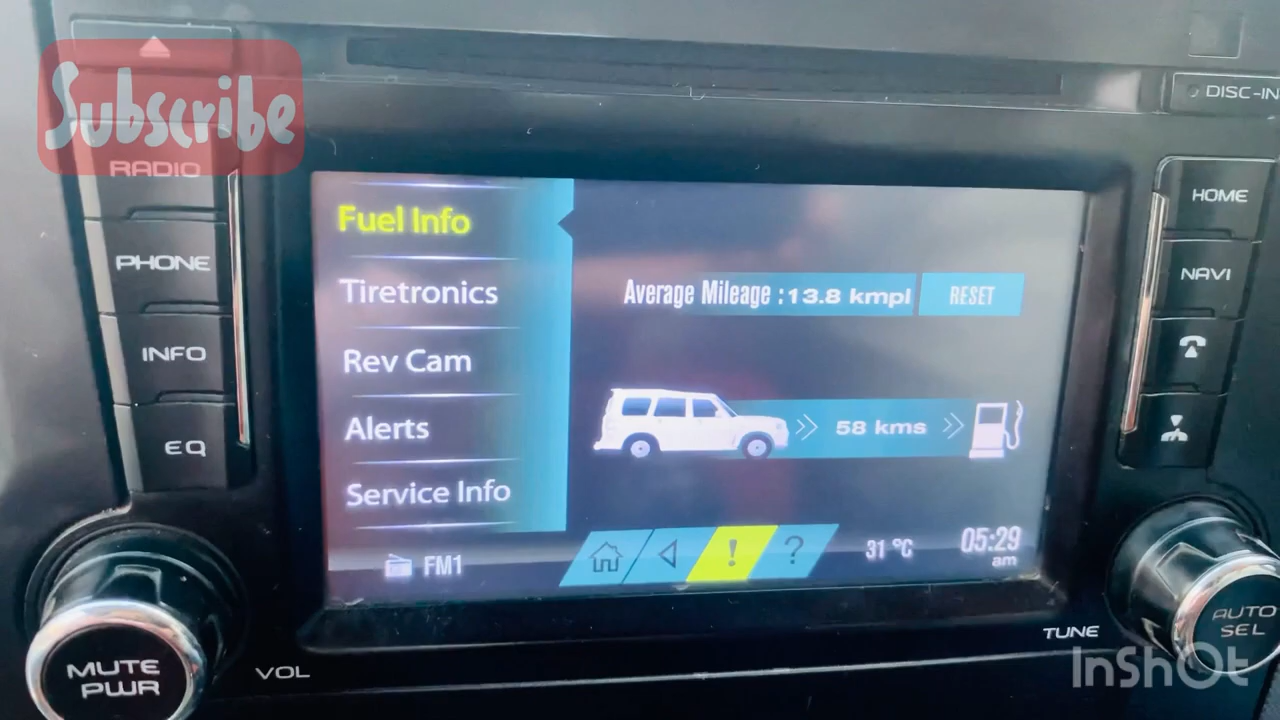 Subscribe
RADIO
PHONE
INFO
EQ
MUTE
PWR
VOL
Fuel Info
Tiretronics
Rev Cam
Alerts
Service Info
Average Mileage :13.8 kmpl
RESET
58 kms
FM1
!
?
31 °C
05:29
am
DISC-IN
HOME
NAVI
TUNE
AUTO
SEL
InShOt